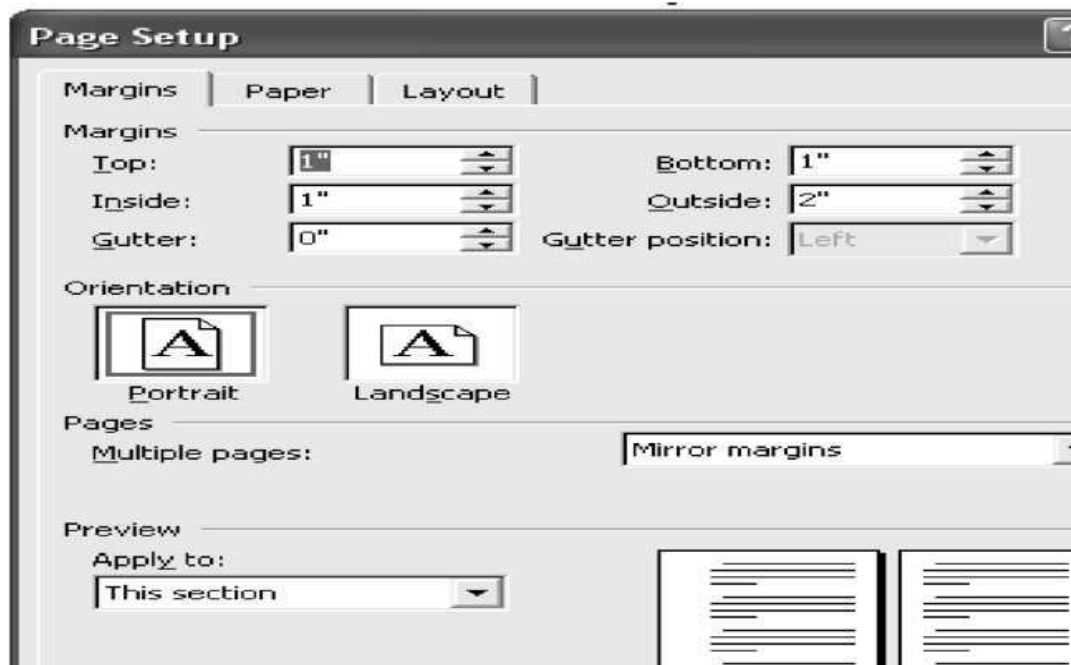 Page Setup
Margins Paper Layout
Margins
Top: 1" Bottom: 1"
Inside: 1" Outside: 2"
Gutter: 0" Gutter position: Left
Orientation
A A
Portrait Landscape
Pages
Multiple pages: Mirror margins
Preview
Apply to:
This section